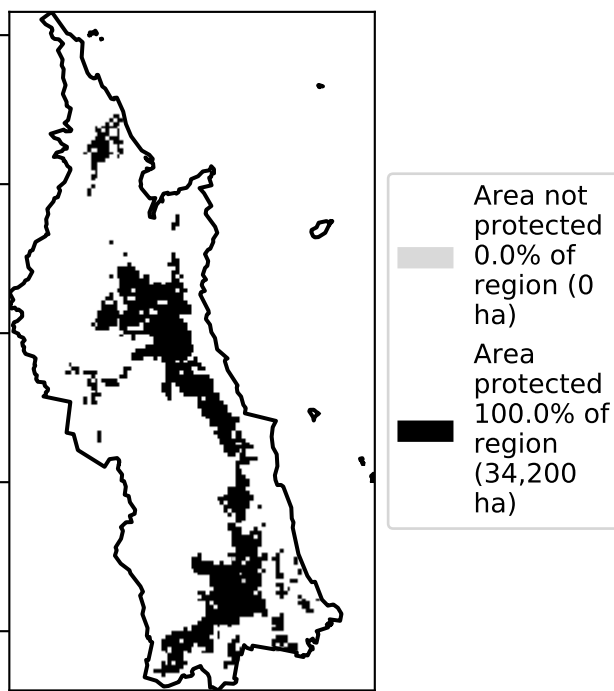 Area not
protected
0.0% of
region (0
ha)
Area
protected
100.0% of
region
(34,200
ha)